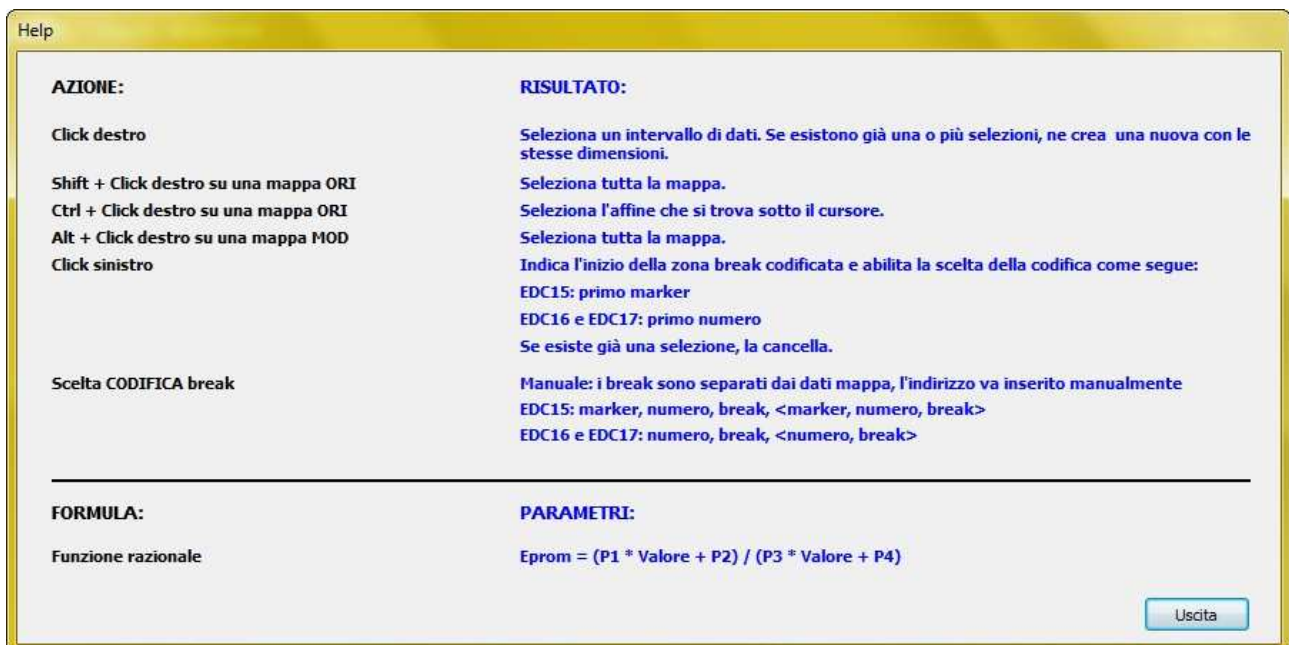 Help
AZIONE: RISULTATO:
Click destro Seleziona un intervallo di dati. Se esistono già una o più selezioni, ne crea una nuova con le
stesse dimensioni.
Shift + Click destro su una mappa ORI Seleziona tutta la mappa.
Ctrl + Click destro su una mappa ORI Seleziona l'affine che si trova sotto il cursore.
Alt + Click destro su una mappa MOD Seleziona tutta la mappa.
Click sinistro Indica l'inizio della zona break codificata e abilita la scelta della codifica come segue:
EDC15: primo marker
EDC16 e EDC17: primo numero
Se esiste già una selezione, la cancella.
Scelta CODIFICA break Manuale: i break sono separati dai dati mappa, l'indirizzo va inserito manualmente
EDC15: marker, numero, break, <marker, numero, break>
EDC16 e EDC17: numero, break, <numero, break>
FORMULA: PARAMETRI:
Funzione razionale Eprom = (P1 * Valore + P2) / (P3 * Valore + P4)
Uscita